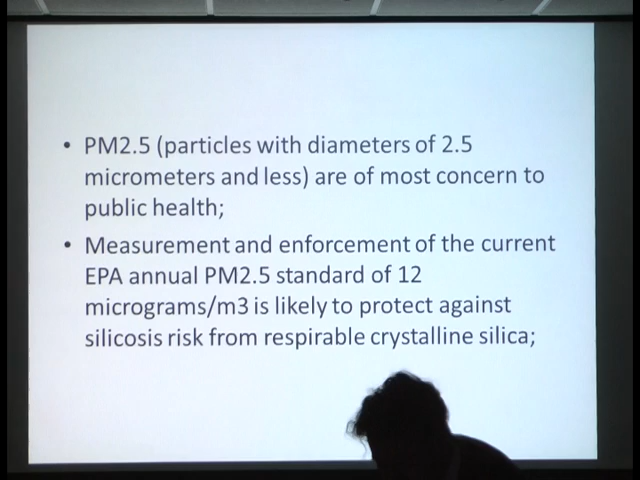 • PM2.5 (particles with diameters of 2.5
micrometers and less) are of most concern to
public health;
• Measurement and enforcement of the current
EPA annual PM2.5 standard of 12
micrograms/m3 is likely to protect against
silicosis risk from respirable crystalline silica;